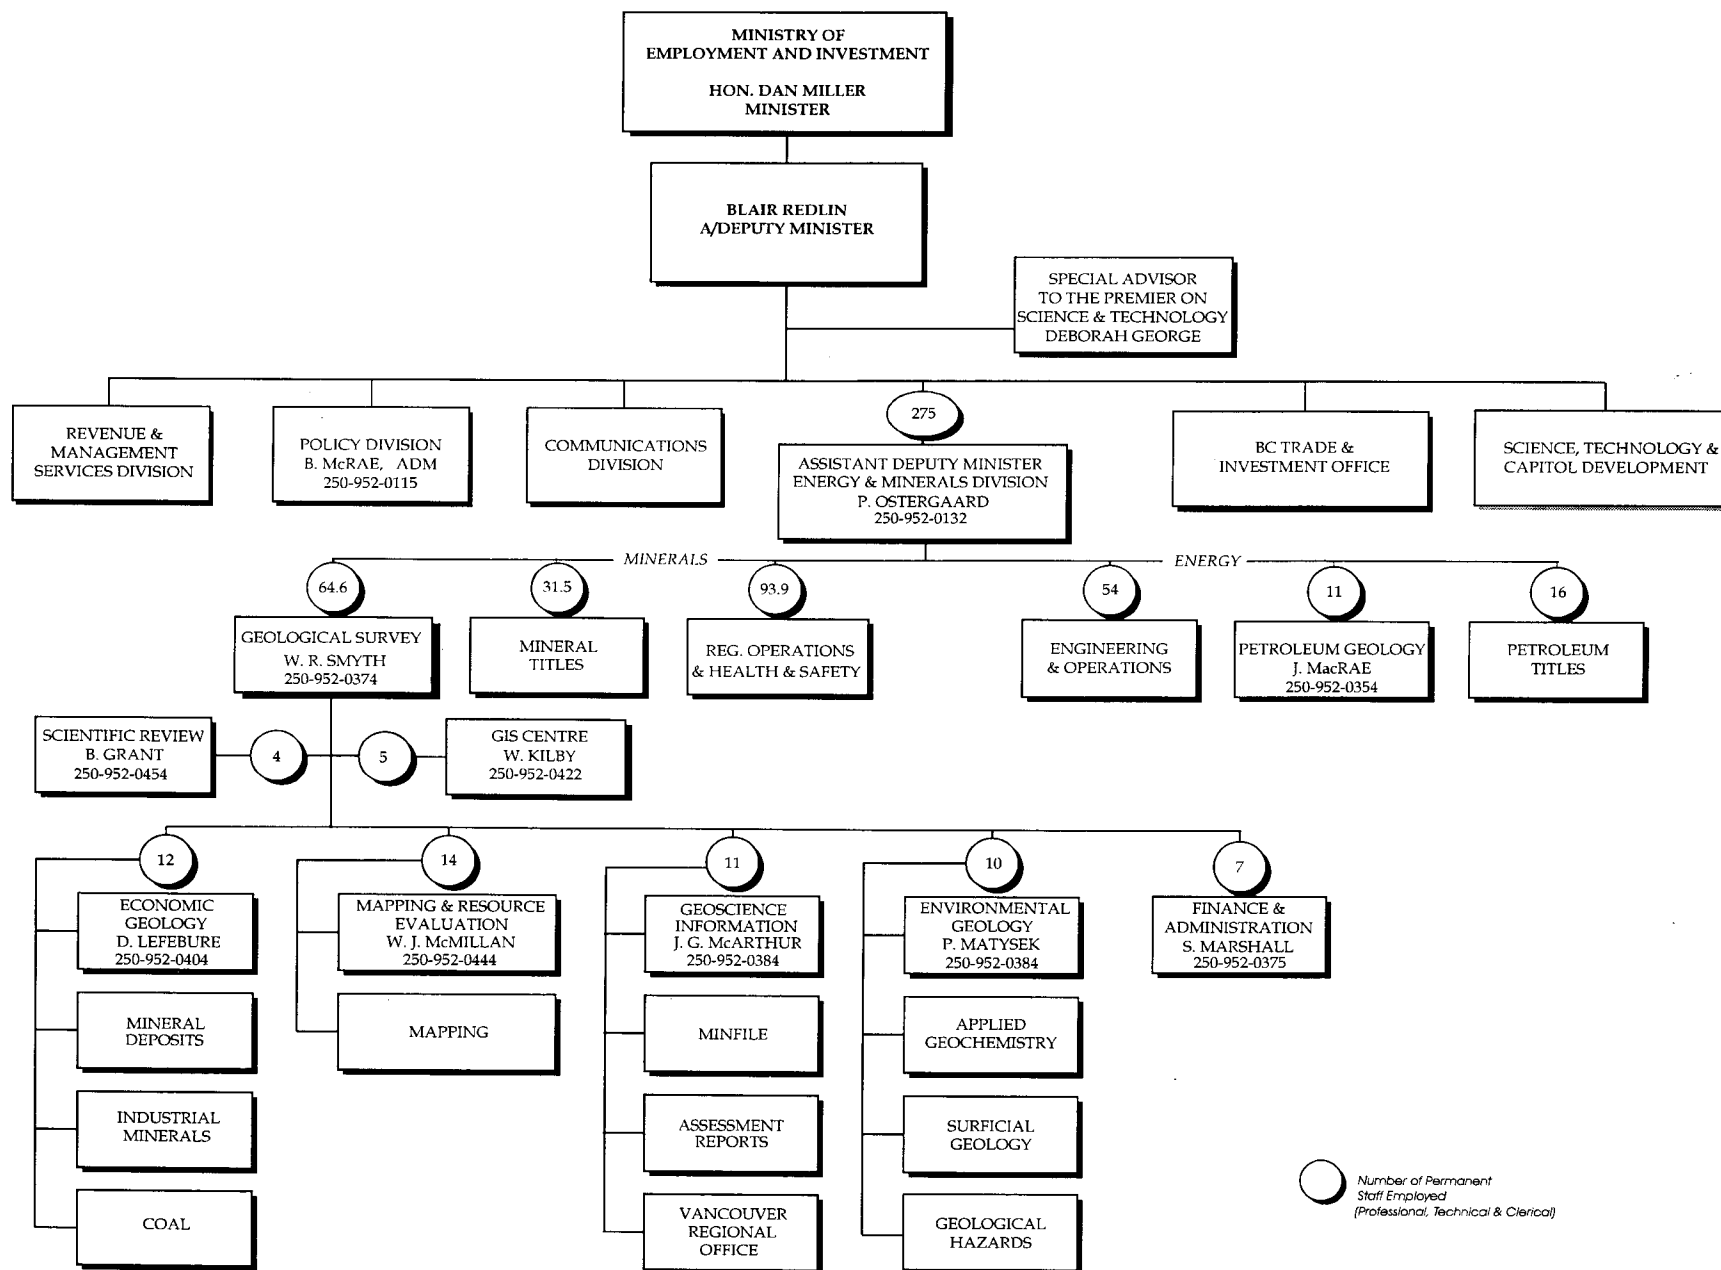 MINISTRY OF
EMPLOYMENT AND INVESTMENT
HON. DAN MILLER
MINISTER
BLAIR REDLIN
A/DEPUTY MINISTER
SPECIAL ADVISOR
TO THE PREMIER ON
SCIENCE & TECHNOLOGY
DEBORAH GEORGE
REVENUE &
MANAGEMENT
SERVICES DIVISION
POLICY DIVISION
B. McRAE, ADM
250-952-0115
COMMUNICATIONS
DIVISION
275
ASSISTANT DEPUTY MINISTER
ENERGY & MINERALS DIVISION
P. OSTERGAARD
250-952-0132
BC TRADE &
INVESTMENT OFFICE
SCIENCE, TECHNOLOGY &
CAPITOL DEVELOPMENT
MINERALS
ENERGY
64.6
GEOLOGICAL SURVEY
W. R. SMYTH
250-952-0374
31.5
MINERAL
TITLES
93.9
REG. OPERATIONS
& HEALTH & SAFETY
54
ENGINEERING
& OPERATIONS
11
PETROLEUM GEOLOGY
J. MacRAE
250-952-0354
16
PETROLEUM
TITLES
SCIENTIFIC REVIEW
B. GRANT
250-952-0454
4
5
GIS CENTRE
W. KILBY
250-952-0422
12
ECONOMIC
GEOLOGY
D. LEFEBURE
250-952-0404
MINERAL
DEPOSITS
INDUSTRIAL
MINERALS
COAL
14
MAPPING & RESOURCE
EVALUATION
W. J. McMILLAN
250-952-0444
MAPPING
11
GEOSCIENCE
INFORMATION
J. G. McARTHUR
250-952-0384
MINFILE
ASSESSMENT
REPORTS
VANCOUVER
REGIONAL
OFFICE
10
ENVIRONMENTAL
GEOLOGY
P. MATYSEK
250-952-0384
APPLIED
GEOCHEMISTRY
SURFICIAL
GEOLOGY
GEOLOGICAL
HAZARDS
7
FINANCE &
ADMINISTRATION
S. MARSHALL
250-952-0375
Number of Permanent
Staff Employed
(Professional, Technical & Clerical)